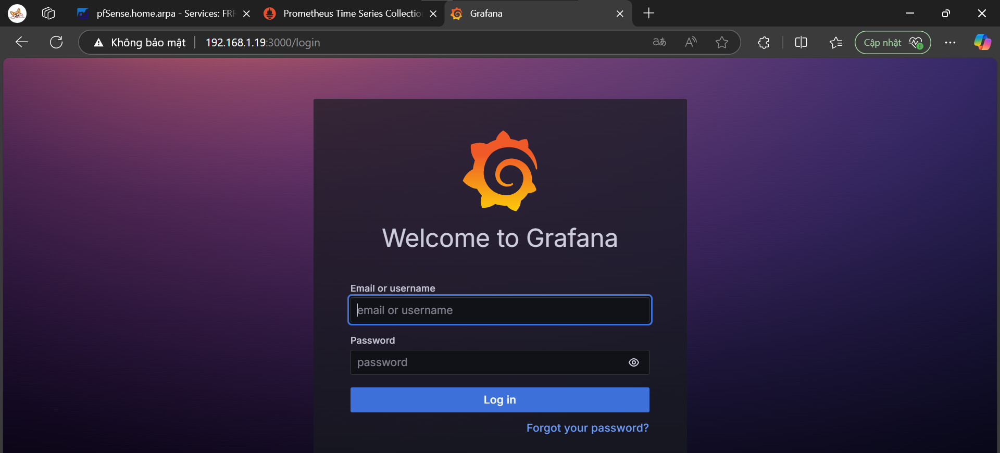 pfSense.home.arpa - Services: FRR
Prometheus Time Series Collectio
Grafana
Không bảo mật
192.168.1.19:3000/login
Cập nhật
Welcome to Grafana
Email or username
email or username
Password
password
Log in
Forgot your password?